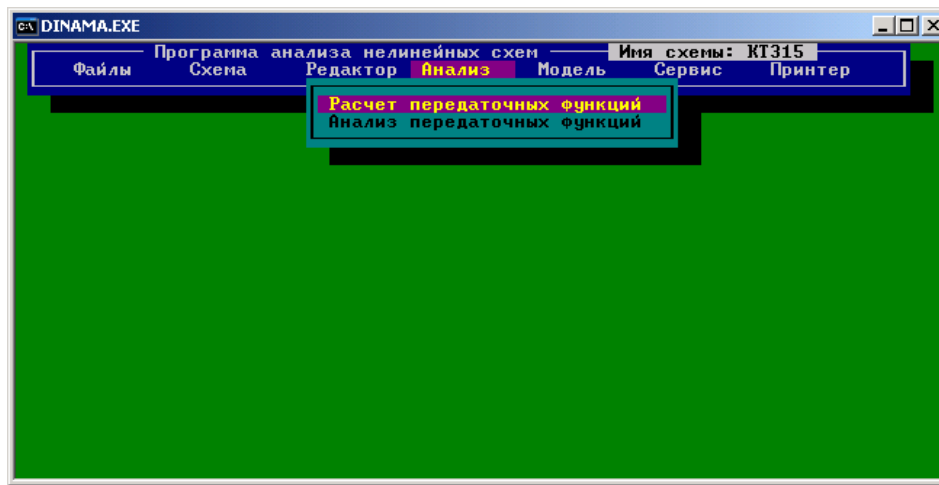 DINAMA.EXE
Программа анализа нелинейных схем Имя схемы: КТ315
Файлы Схема Редактор Анализ Модель Сервис Принтер
Расчет передаточных функций
Анализ передаточных функций